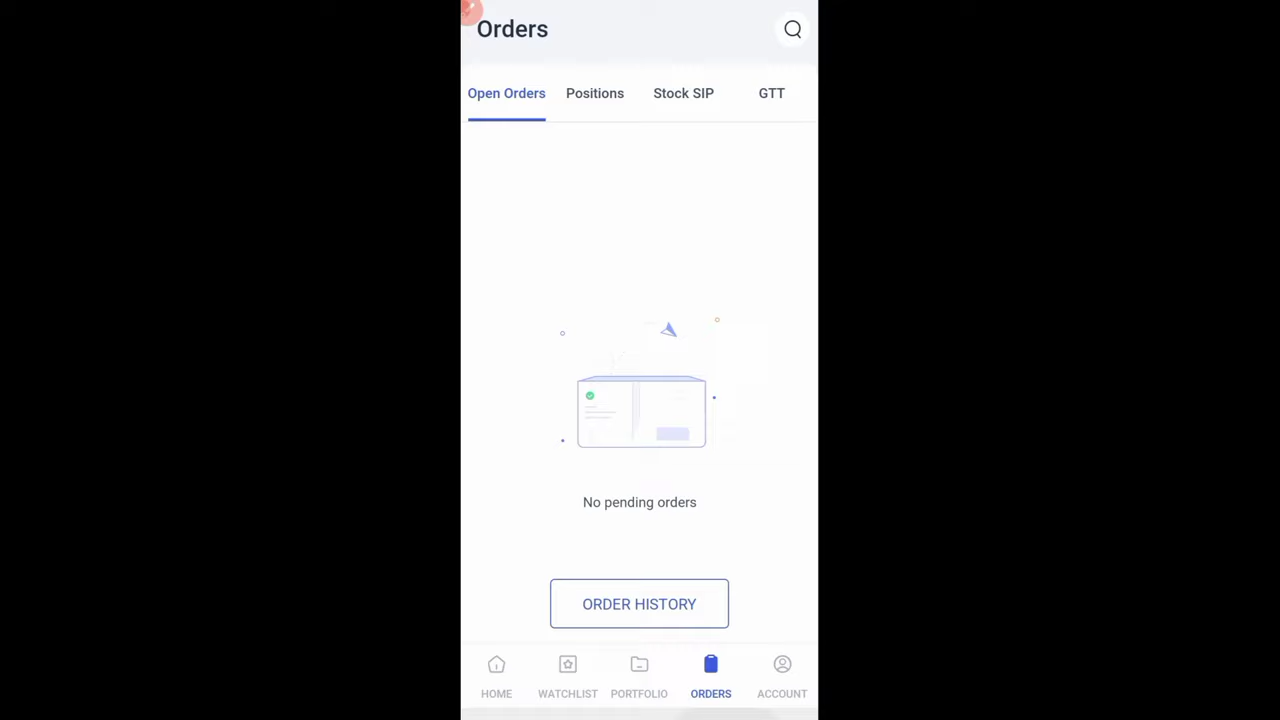 Orders
Open Orders Positions Stock SIP GTT
No pending orders
ORDER HISTORY
HOME WATCHLIST PORTFOLIO ORDERS ACCOUNT